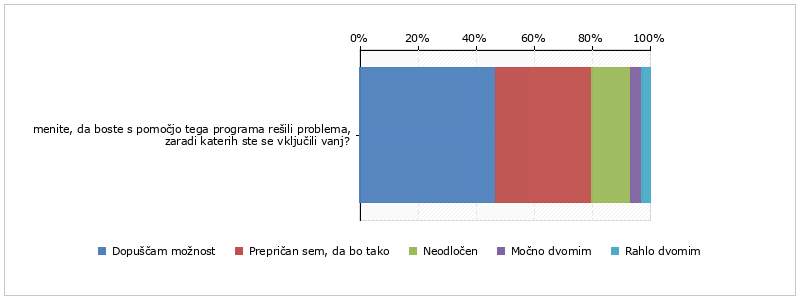 0% 20% 40% 60% 80% 100%
menite, da boste s pomočjo tega programa rešili problema,
zaradi katerih ste se vključili vanj?
Dopuščam možnost Prepričan sem, da bo tako Neodločen Močno dvomim Rahlo dvomim